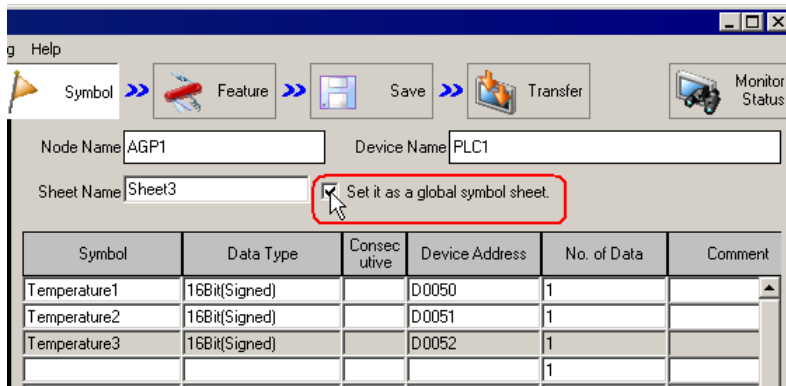 g Help
Symbol Feature Save Transfer Monitor Status
Node Name AGP1 Device Name PLC1
Sheet Name Sheet3 Set it as a global symbol sheet.
Symbol Data Type Consecutive Device Address No. of Data Comment
Temperature1 16Bit(Signed) D0050 1
Temperature2 16Bit(Signed) D0051 1
Temperature3 16Bit(Signed) D0052 1
1